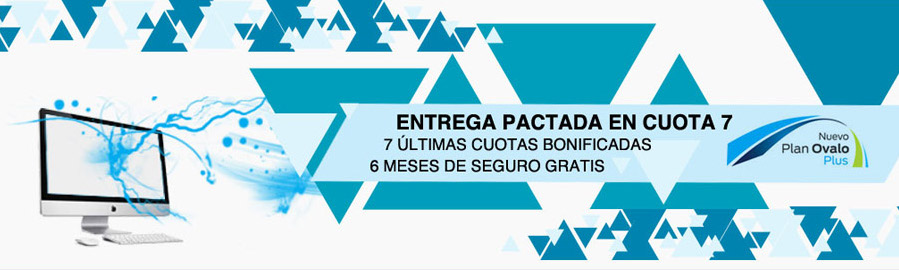 ENTREGA PACTADA EN CUOTA 7
7 ÚLTIMAS CUOTAS BONIFICADAS
6 MESES DE SEGURO GRATIS
Nuevo
Plan Ovalo
Plus